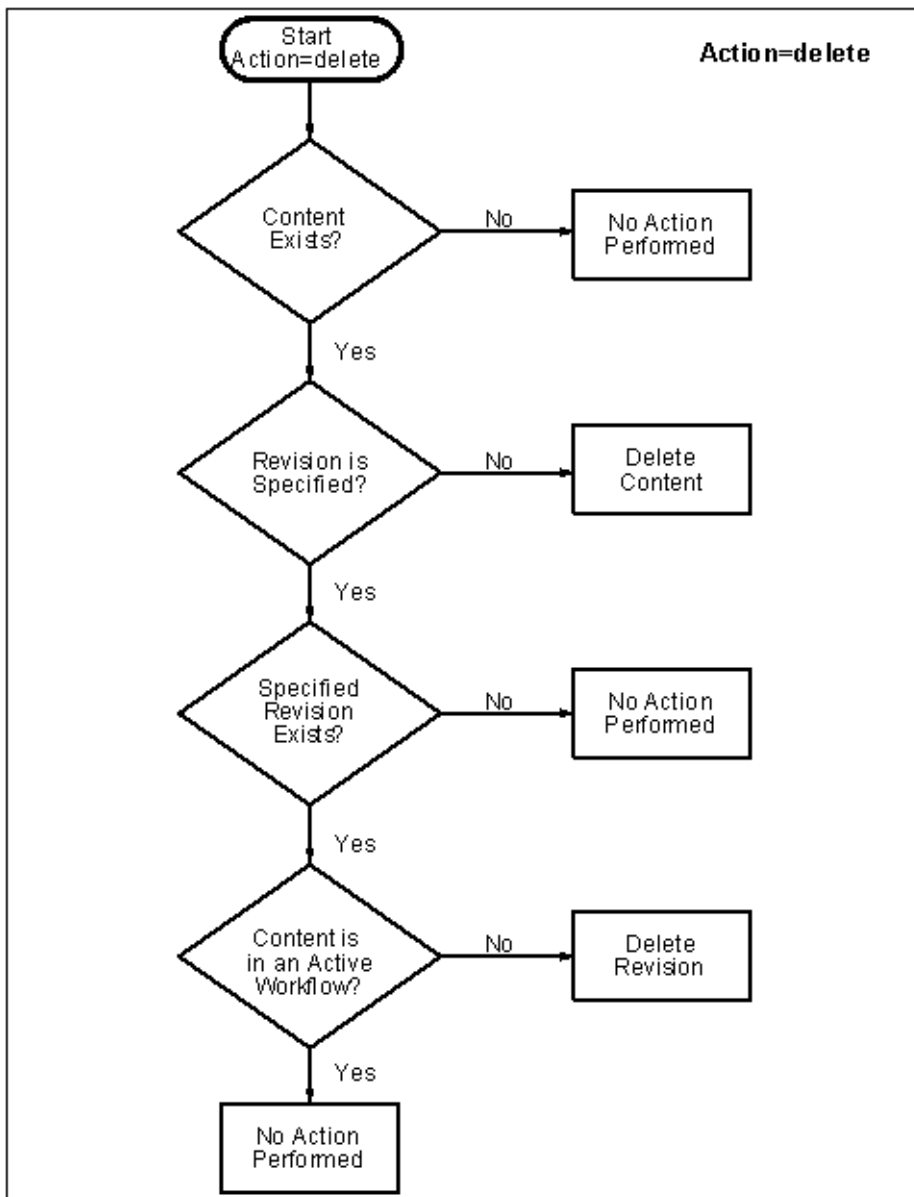 Start
Action=delete
Action=delete
Content
Exists?
No
No Action
Performed
Yes
Revision is
Specified?
No
Delete
Content
Yes
Specified
Revision
Exists?
No
No Action
Performed
Yes
Content is
in an Active
Workflow?
No
Delete
Revision
Yes
No Action
Performed